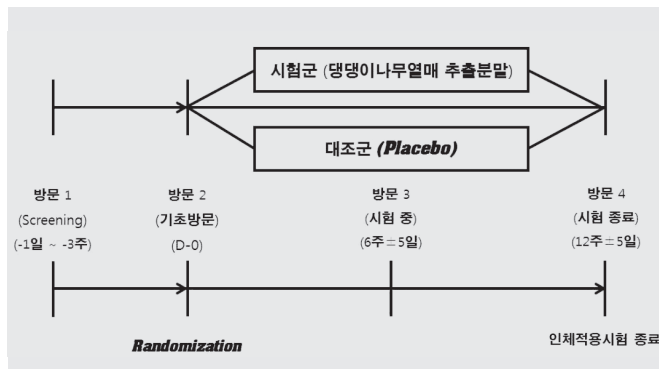 시험군 (댕댕이나무열매 추출분말)
대조군 (Placebo)
방문 1
(Screening)
(-1일 ~ -3주)
방문 2
(기초방문)
(D-0)
방문 3
(시험 중)
(6주±5일)
방문 4
(시험 종료)
(12주±5일)
Randomization
인체적용시험 종료